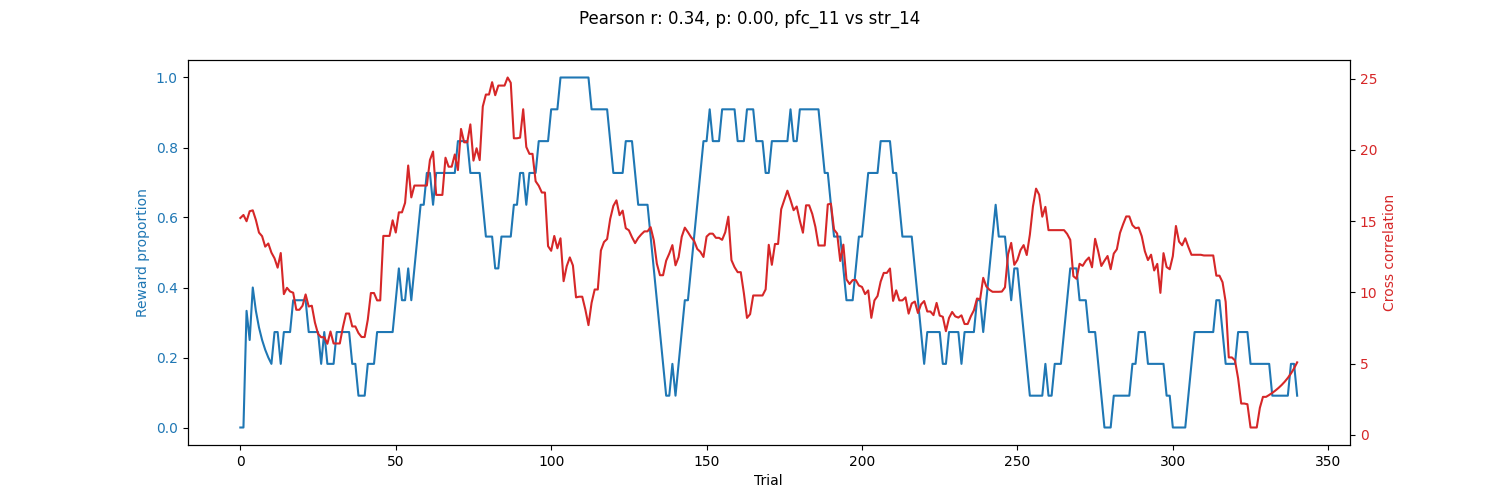 Pearson r: 0.34, p: 0.00, pfc_11 vs str_14
1.0
0.8
0.6
0.4
0.2
0.0
Reward proportion
25
20
15
10
5
0
Cross correlation
0 50 100 150 200 250 300 350
Trial